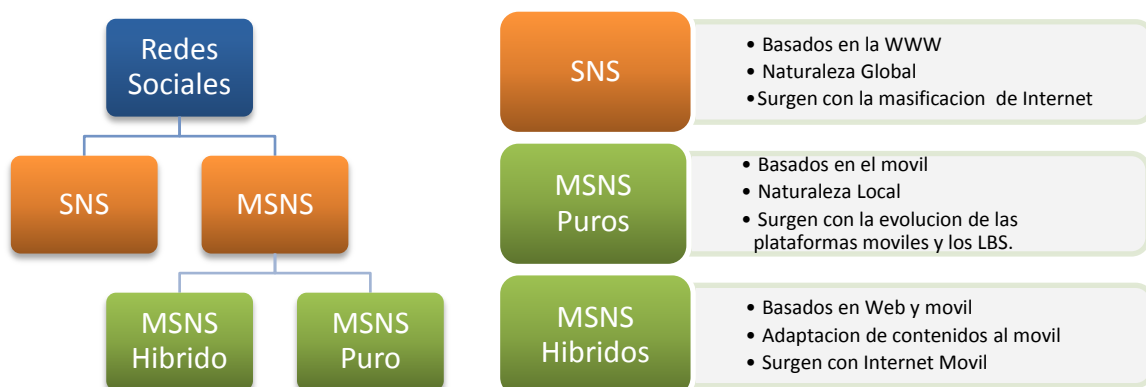 Redes
Sociales
SNS
MSNS
MSNS
Hibrido
MSNS
Puro
SNS
• Basados en la WWW
• Naturaleza Global
•Surgen con la masificacion de Internet
MSNS
Puros
• Basados en el movil
• Naturaleza Local
• Surgen con la evolucion de las
plataformas moviles y los LBS.
MSNS
Hibridos
• Basados en Web y movil
• Adaptacion de contenidos al movil
• Surgen con Internet Movil